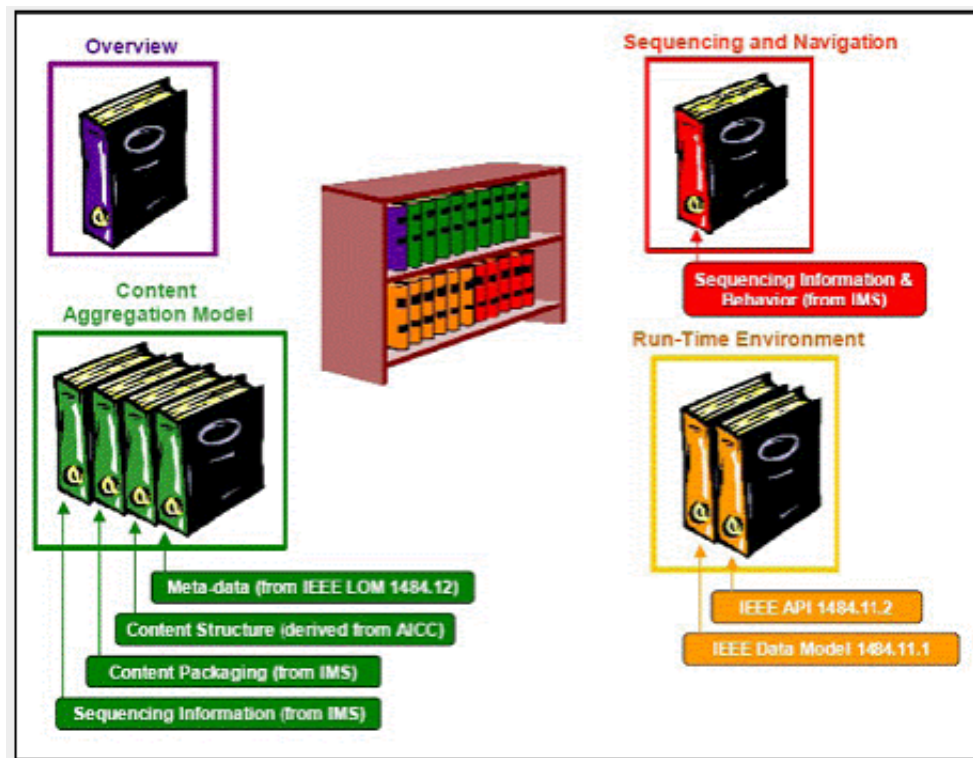 Overview
Sequencing and Navigation
Sequencing Information &
Behavior (from IMS)
Content
Aggregation Model
Run-Time Environment
Meta-data (from IEEE LOM 1484.12)
Content Structure (derived from AICC)
Content Packaging (from IMS)
Sequencing Information (from IMS)
IEEE API 1484.11.2
IEEE Data Model 1484.11.1